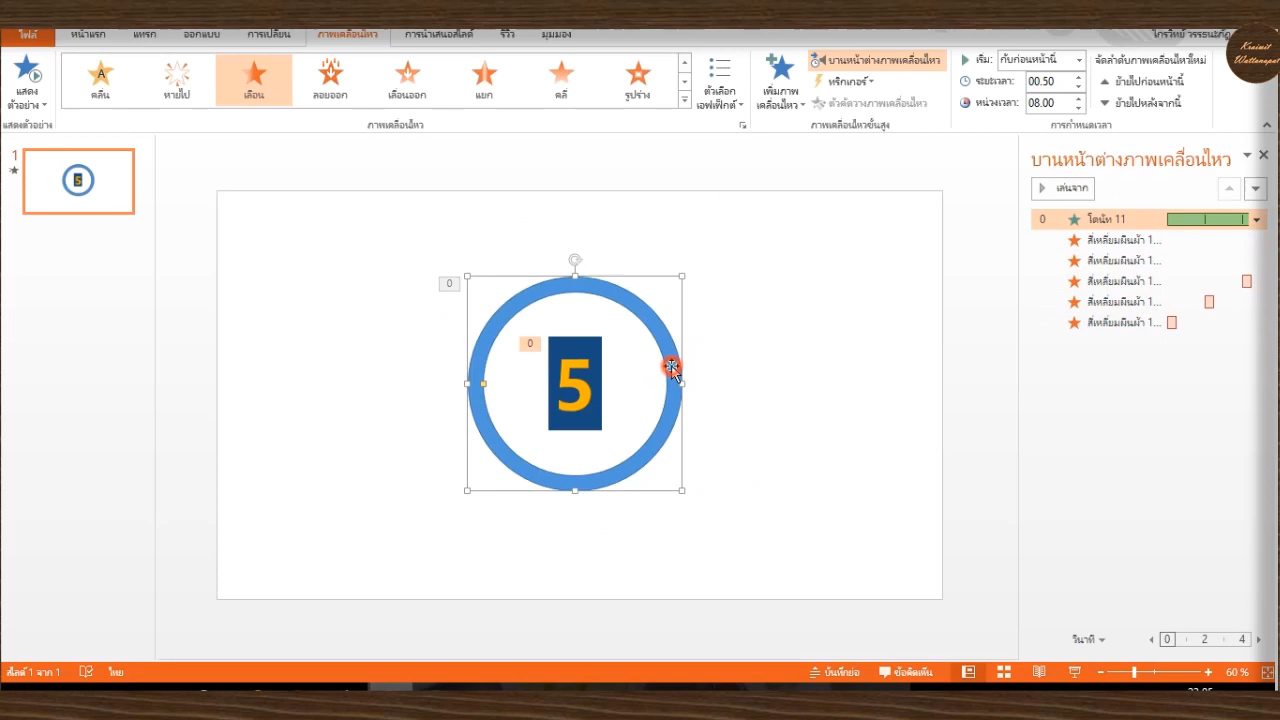 ไฟล์ หน้าแรก แทรก ออกแบบ การเปลี่ยน ภาพเคลื่อนไหว การนำเสนอสไลด์ รีวิว มุมมอง
Kraiwit
Wattanapat
แสดง
ตัวอย่าง
แสดงตัวอย่าง
คลื่น หายไป เลือน ลอยออก เลื่อนออก แยก คลี่ รูปร่าง
ภาพเคลื่อนไหว
ตัวเลือก
เอฟเฟ็กต์
เพิ่มภาพ
เคลื่อนไหว
บานหน้าต่างภาพเคลื่อนไหว
ทริกเกอร์
ตัวคัดวางภาพเคลื่อนไหว
ภาพเคลื่อนไหวขั้นสูง
เริ่ม: กับก่อนหน้านี้
ระยะเวลา: 00.50
หน่วงเวลา: 08.00
จัดลำดับภาพเคลื่อนไหวใหม่
ย้ายไปก่อนหน้านี้
ย้ายไปหลังจากนี้
การกำหนดเวลา
1
5
0
0
5
บานหน้าต่างภาพเคลื่อนไหว
เล่นจาก
0 โดนัท 11
สี่เหลี่ยมผืนผ้า 1...
สี่เหลี่ยมผืนผ้า 1...
สี่เหลี่ยมผืนผ้า 1...
สี่เหลี่ยมผืนผ้า 1...
สี่เหลี่ยมผืนผ้า 1...
วินาที 0 2 4
สไลด์ 1 จาก 1 ไทย บันทึกย่อ ข้อคิดเห็น 60 %